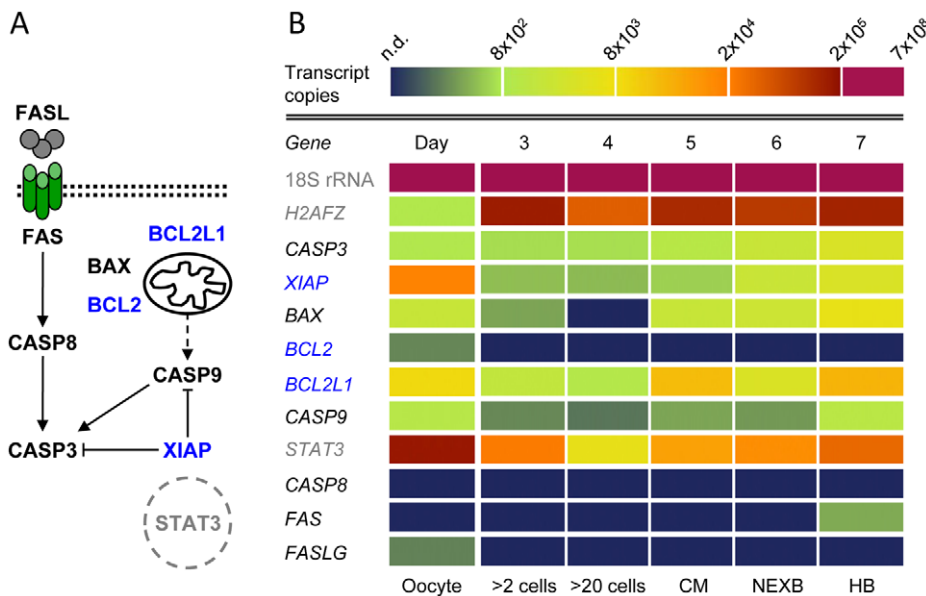 A
FASL
FAS
BCL2L1
BAX
BCL2
CASP8
CASP9
CASP3
XIAP
STAT3
B
n.d.
8x10²
8x10³
2x10⁴
2x10⁵
7x10⁸
Transcript
copies
Gene Day 3 4 5 6 7
18S rRNA
H2AFZ
CASP3
XIAP
BAX
BCL2
BCL2L1
CASP9
STAT3
CASP8
FAS
FASLG
Oocyte >2 cells >20 cells CM NEXB HB